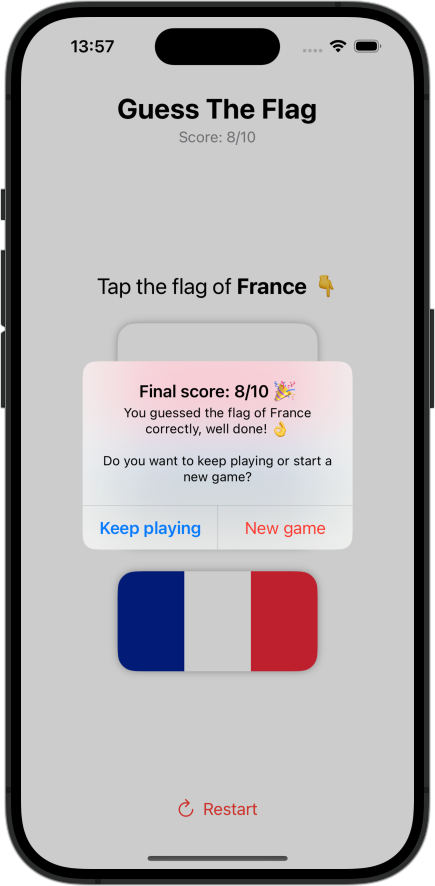 13:57
Guess The Flag
Score: 8/10
Tap the flag of France 👇
Final score: 8/10 🎉
You guessed the flag of France
correctly, well done! 👌
Do you want to keep playing or start a
new game?
Keep playing
New game
Restart